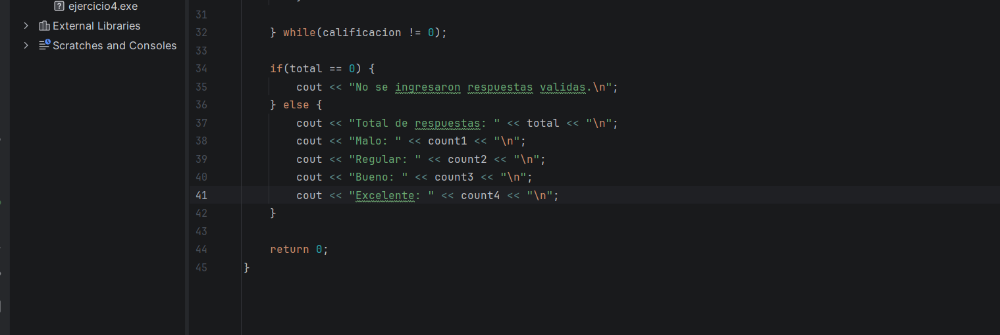 ejercicio4.exe
External Libraries
Scratches and Consoles
31
32 } while(calificacion != 0);
33
34 if(total == 0) {
35 cout << "No se ingresaron respuestas validas.\n";
36 } else {
37 cout << "Total de respuestas: " << total << "\n";
38 cout << "Malo: " << count1 << "\n";
39 cout << "Regular: " << count2 << "\n";
40 cout << "Bueno: " << count3 << "\n";
41 cout << "Excelente: " << count4 << "\n";
42 }
43
44 return 0;
45 }